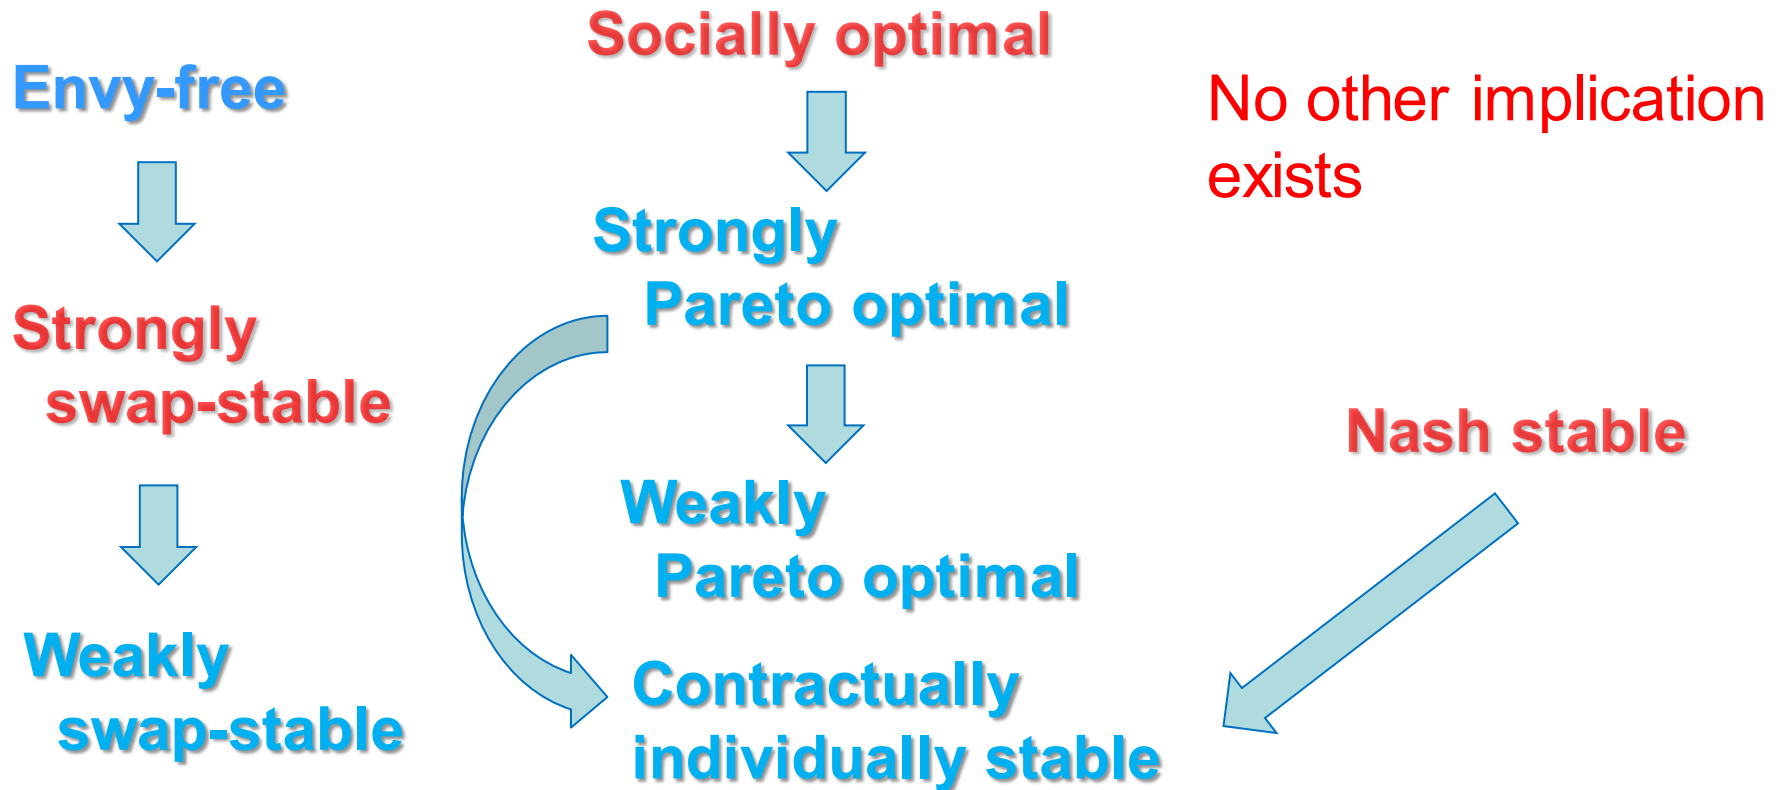 Socially optimal
Envy-free
No other implication
exists
Strongly
Pareto optimal
Strongly
swap-stable
Nash stable
Weakly
Pareto optimal
Weakly
swap-stable
Contractually
individually stable